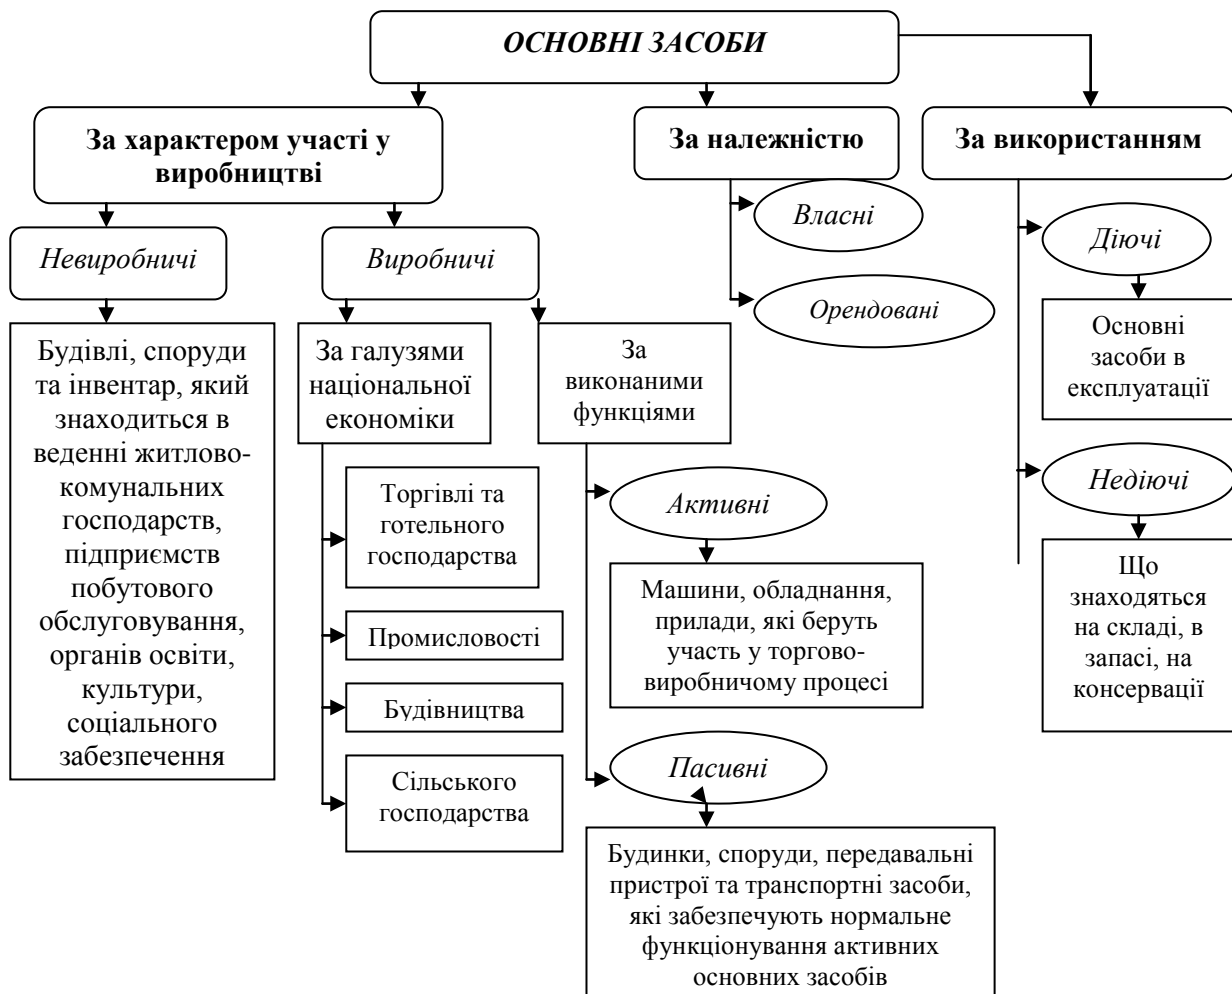 ОСНОВНІ ЗАСОБИ
За характером участі у
виробництві
За належністю
За використанням
Невиробничі
Виробничі
Власні
Орендовані
Діючі
Будівлі, споруди
та інвентар, який
знаходиться в
веденні житлово-
комунальних
господарств,
підприємств
побутового
обслуговування,
органів освіти,
культури,
соціального
забезпечення
За галузями
національної
економіки
За
виконаними
функціями
Основні
засоби в
експлуатації
Торгівлі та
готельного
господарства
Промисловості
Будівництва
Сільського
господарства
Активні
Машини, обладнання,
прилади, які беруть
участь у торгово-
виробничому процесі
Пасивні
Будинки, споруди, передавальні
пристрої та транспортні засоби,
які забезпечують нормальне
функціонування активних
основних засобів
Недіючі
Що
знаходяться
на складі, в
запасі, на
консервації